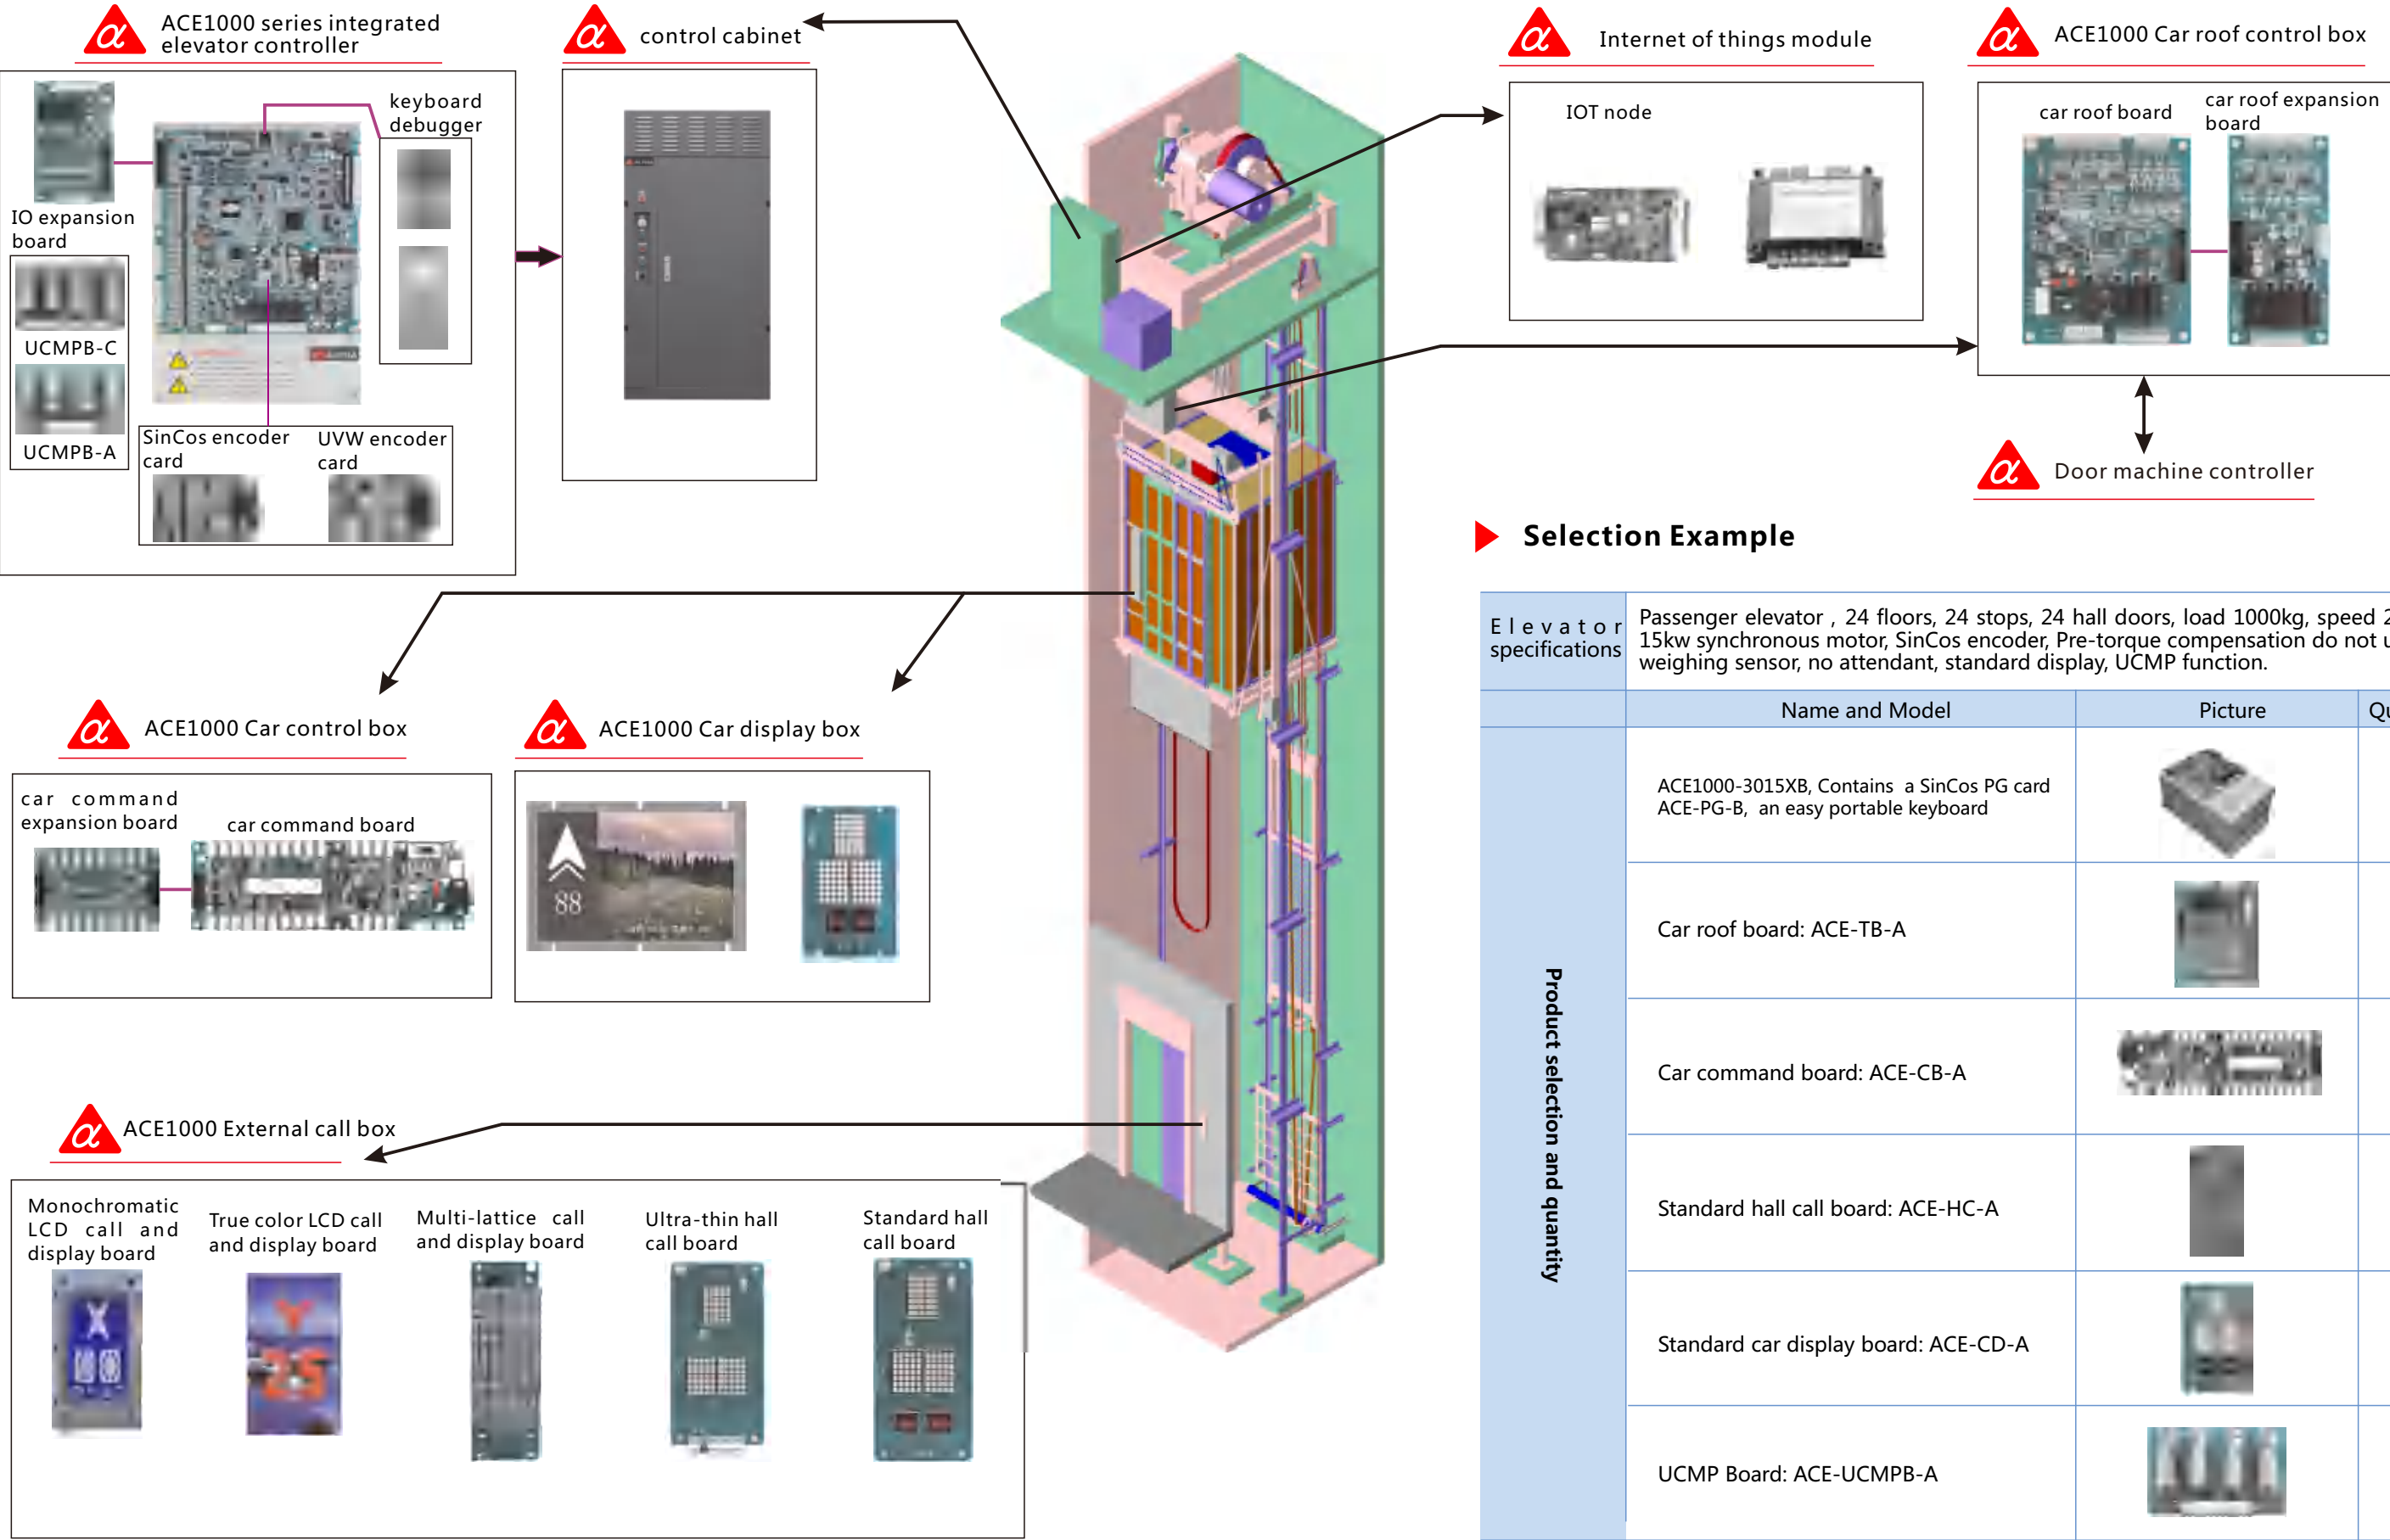 ACE1000 series integrated
elevator controller
control cabinet
Internet of things module
ACE1000 Car roof control box
keyboard
debugger
IO expansion
board
UCMPB-C
UCMPB-A
SinCos encoder
card
UVW encoder
card
IOT node
car roof board
car roof expansion
board
Door machine controller
Selection Example
Elevator
specifications
Passenger elevator , 24 floors, 24 stops, 24 hall doors, load 1000kg, speed 2
15kw synchronous motor, SinCos encoder, Pre-torque compensation do not u
weighing sensor, no attendant, standard display, UCMP function.
Name and Model
Picture
Qu
Product selection and quantity
ACE1000-3015XB, Contains a SinCos PG card
ACE-PG-B, an easy portable keyboard
Car roof board: ACE-TB-A
Car command board: ACE-CB-A
Standard hall call board: ACE-HC-A
Standard car display board: ACE-CD-A
UCMP Board: ACE-UCMPB-A
ACE1000 Car control box
ACE1000 Car display box
car command
expansion board
car command board
88
ACE1000 External call box
Monochromatic
LCD call and
display board
True color LCD call
and display board
Multi-lattice call
and display board
Ultra-thin hall
call board
Standard hall
call board
25